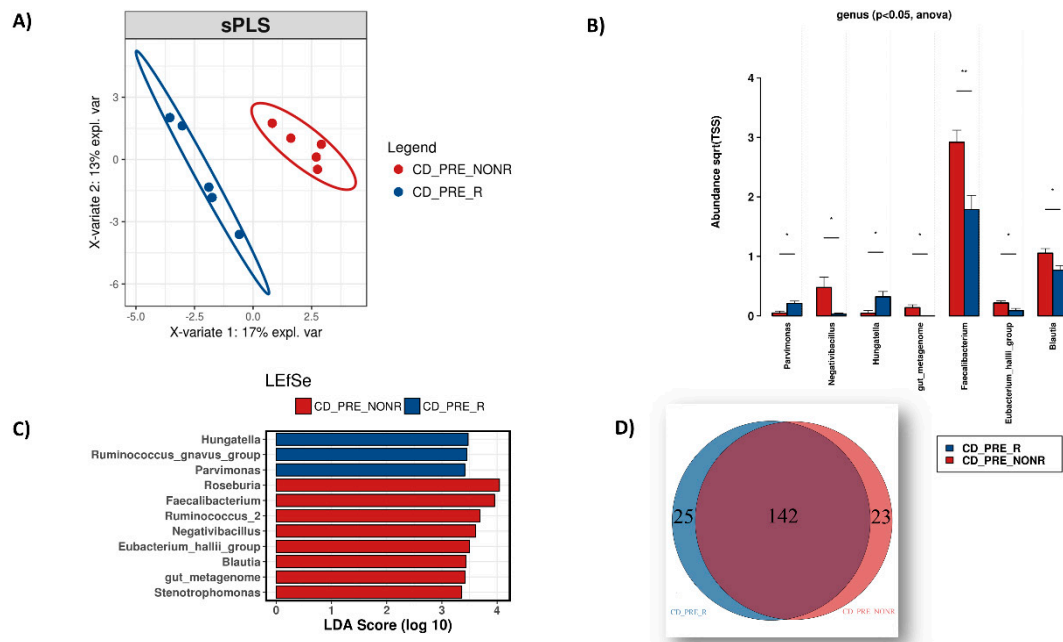 A)
sPLS
3
0
-3
-6
X-variate 2: 13% expl. var
-5.0
-2.5
0.0
2.5
X-variate 1: 17% expl. var
Legend
CD_PRE_NONR
CD_PRE_R
B)
genus (p<0.05, anova)
Abundance sqrt(TSS)
4
3
2
1
0
*
*
*
*
**
*
*
Parvimonas
Negativibacillus
Hungatella
gut_metagenome
Faecalibacterium
Eubacterium_hallii_group
Blautia
CD_PRE_R
CD_PRE_NONR
C)
LEfSe
CD_PRE_NONR CD_PRE_R
Hungatella
Ruminococcus_gnavus_group
Parvimonas
Roseburia
Faecalibacterium
Ruminococcus_2
Negativibacillus
Eubacterium_hallii_group
Blautia
gut_metagenome
Stenotrophomonas
0 1 2 3 4
LDA Score (log 10)
D)
25 142 23
CD_PRE_R CD_PRE_NONR